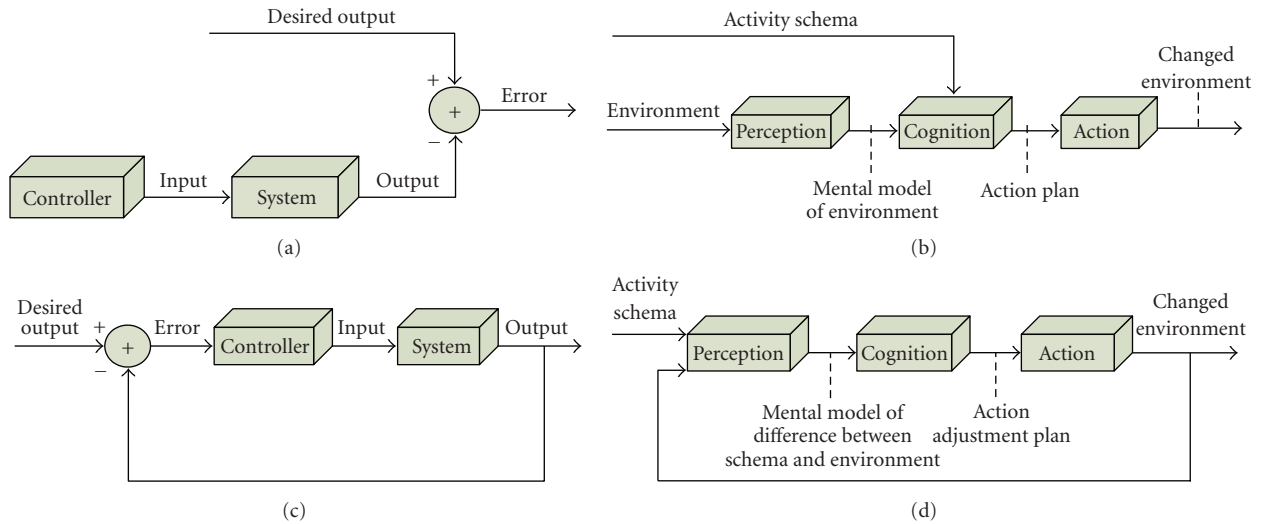 Desired output
+
+
Error
−
Controller
Input
System
Output
(a)
Activity schema
Changed
environment
Environment
Perception
Cognition
Action
Mental model
of environment
Action plan
(b)
Desired
output
+
+
−
Error
Controller
Input
System
Output
(c)
Activity
schema
Changed
environment
Perception
Cognition
Action
Mental model of
difference between
schema and environment
Action
adjustment plan
(d)